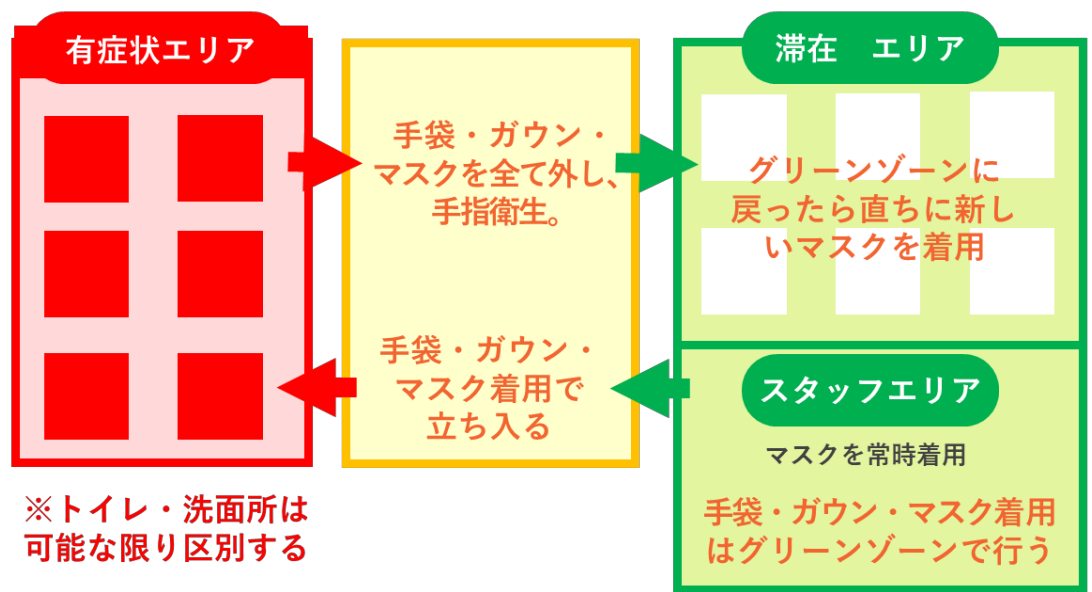 有症状エリア
手袋・ガウン・
マスクを全て外し、
手指衛生。
手袋・ガウン・
マスク着用で
立ち入る
滞在　エリア
グリーンゾーンに
戻ったら直ちに新し
いマスクを着用
スタッフエリア
マスクを常時着用
手袋・ガウン・マスク着用
はグリーンゾーンで行う
※トイレ・洗面所は
可能な限り区別する